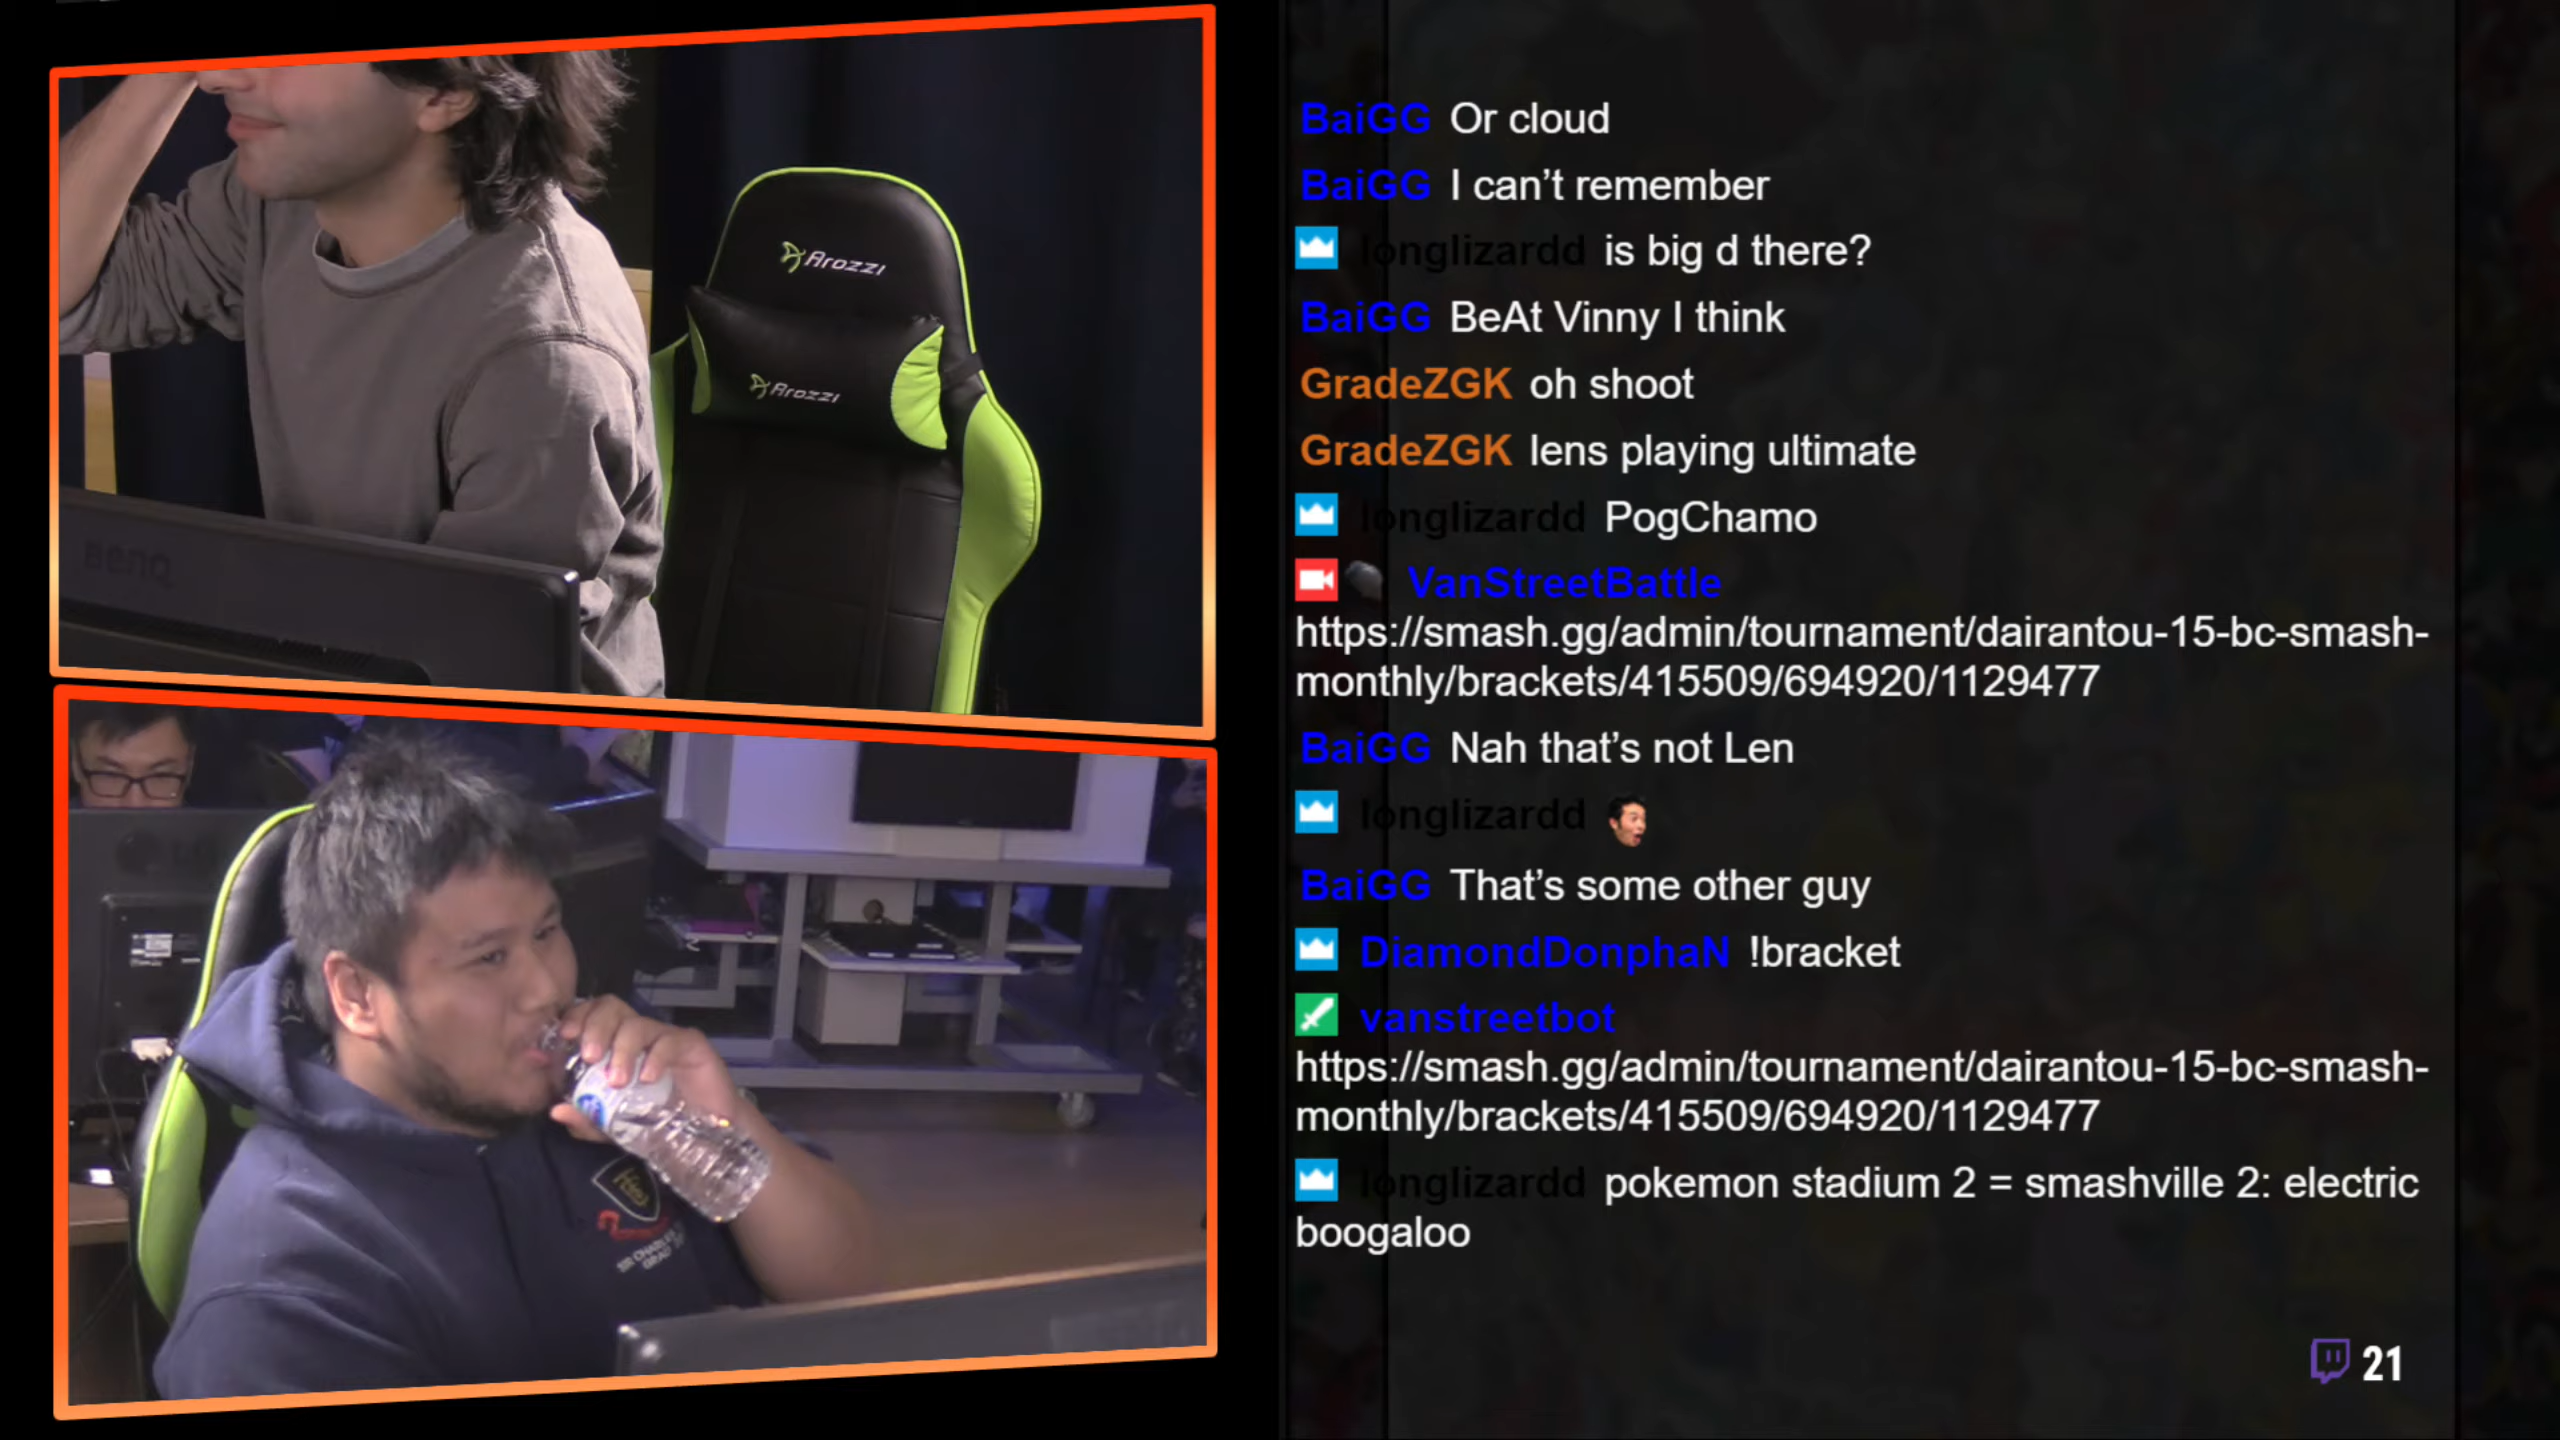 Arozzi
Arozzi
BenQ
BaiGG Or cloud
BaiGG I can't remember
longlizardd is big d there?
BaiGG BeAt Vinny I think
GradeZGK oh shoot
GradeZGK lens playing ultimate
longlizardd PogChamo
VanStreetBattle
https://smash.gg/admin/tournament/dairantou-15-bc-smash-
monthly/brackets/415509/694920/1129477
BaiGG Nah that's not Len
longlizardd
BaiGG That's some other guy
DiamondDonphaN !bracket
vanstreetbot
https://smash.gg/admin/tournament/dairantou-15-bc-smash-
monthly/brackets/415509/694920/1129477
longlizardd pokemon stadium 2 = smashville 2: electric
boogaloo
21